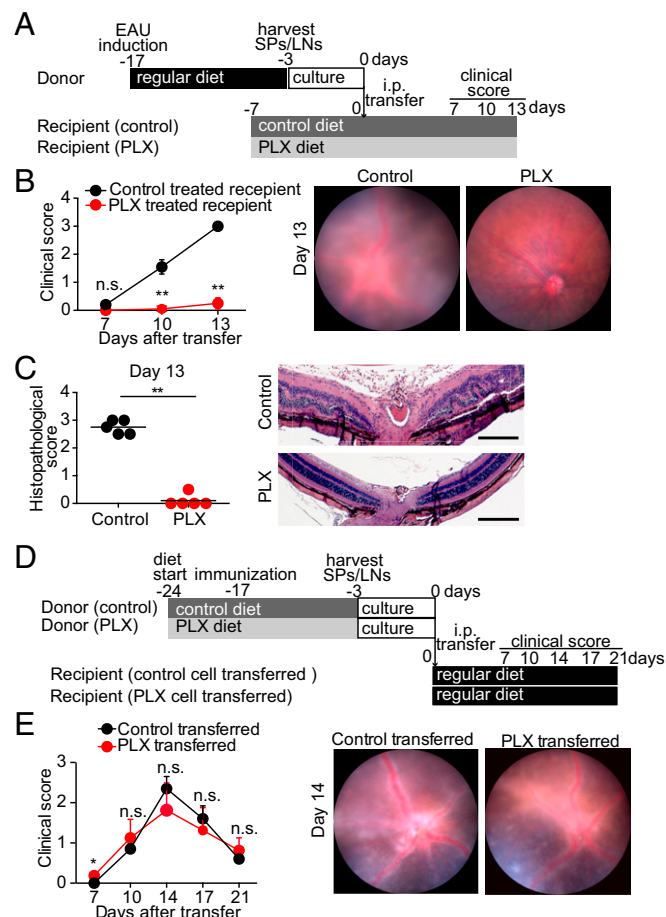 A
EAU
induction
-17
harvest
SPs/LNs
-3
0 days
Donor
regular diet
culture
i.p.
transfer
clinical
score
-7
0
7 10 13 days
Recipient (control)
control diet
Recipient (PLX)
PLX diet
B
Control treated recepient
PLX treated recepient
Clinical score
4
3
2
1
0
n.s.
**
**
7 10 13
Days after transfer
Control
PLX
Day 13
C
Day 13
**
Histopathological
score
4
3
2
1
0
Control PLX
Control
PLX
D
diet
start
-24
immunization
-17
harvest
SPs/LNs
-3
0 days
Donor (control)
control diet
culture
Donor (PLX)
PLX diet
culture
i.p.
transfer
clinical score
0
7 10 14 17 21days
Recipient (control cell transferred )
regular diet
Recipient (PLX cell transferred)
regular diet
E
Control transferred
PLX transferred
Clinical score
3
2
1
0
*
n.s.
n.s.
n.s.
n.s.
7 10 14 17 21
Days after transfer
Control transferred
PLX transferred
Day 14